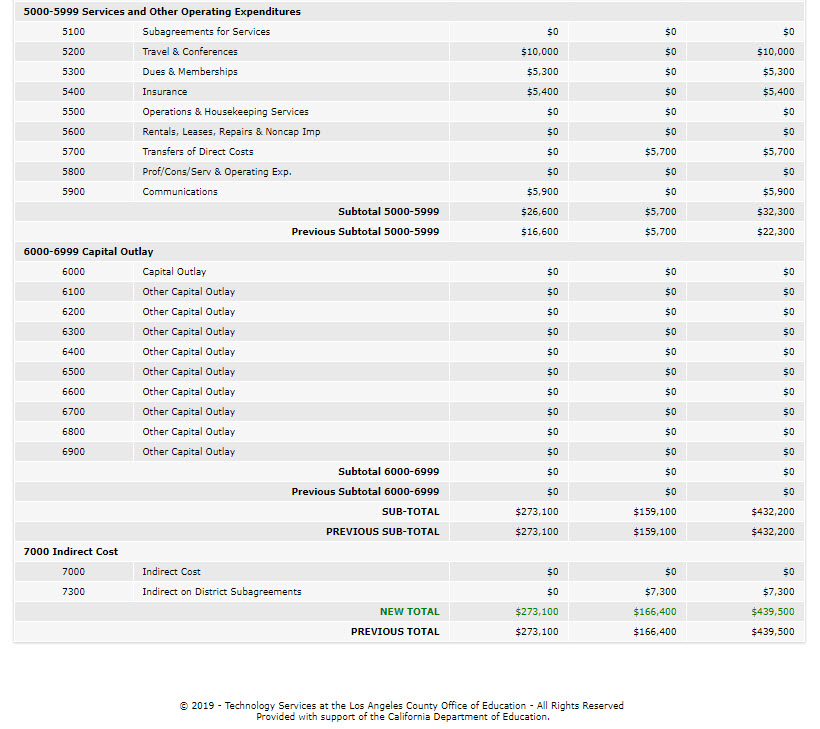 5000-5999 Services and Other Operating Expenditures
5100 Subagreements for Services $0 $0 $0
5200 Travel & Conferences $10,000 $0 $10,000
5300 Dues & Memberships $5,300 $0 $5,300
5400 Insurance $5,400 $0 $5,400
5500 Operations & Housekeeping Services $0 $0 $0
5600 Rentals, Leases, Repairs & Noncap Imp $0 $0 $0
5700 Transfers of Direct Costs $0 $5,700 $5,700
5800 Prof/Cons/Serv & Operating Exp. $0 $0 $0
5900 Communications $5,900 $0 $5,900
Subtotal 5000-5999 $26,600 $5,700 $32,300
Previous Subtotal 5000-5999 $16,600 $5,700 $22,300
6000-6999 Capital Outlay
6000 Capital Outlay $0 $0 $0
6100 Other Capital Outlay $0 $0 $0
6200 Other Capital Outlay $0 $0 $0
6300 Other Capital Outlay $0 $0 $0
6400 Other Capital Outlay $0 $0 $0
6500 Other Capital Outlay $0 $0 $0
6600 Other Capital Outlay $0 $0 $0
6700 Other Capital Outlay $0 $0 $0
6800 Other Capital Outlay $0 $0 $0
6900 Other Capital Outlay $0 $0 $0
Subtotal 6000-6999 $0 $0 $0
Previous Subtotal 6000-6999 $0 $0 $0
SUB-TOTAL $273,100 $159,100 $432,200
PREVIOUS SUB-TOTAL $273,100 $159,100 $432,200
7000 Indirect Cost
7000 Indirect Cost $0 $0 $0
7300 Indirect on District Subagreements $0 $7,300 $7,300
NEW TOTAL $273,100 $166,400 $439,500
PREVIOUS TOTAL $273,100 $166,400 $439,500
© 2019 - Technology Services at the Los Angeles County Office of Education - All Rights Reserved
Provided with support of the California Department of Education.